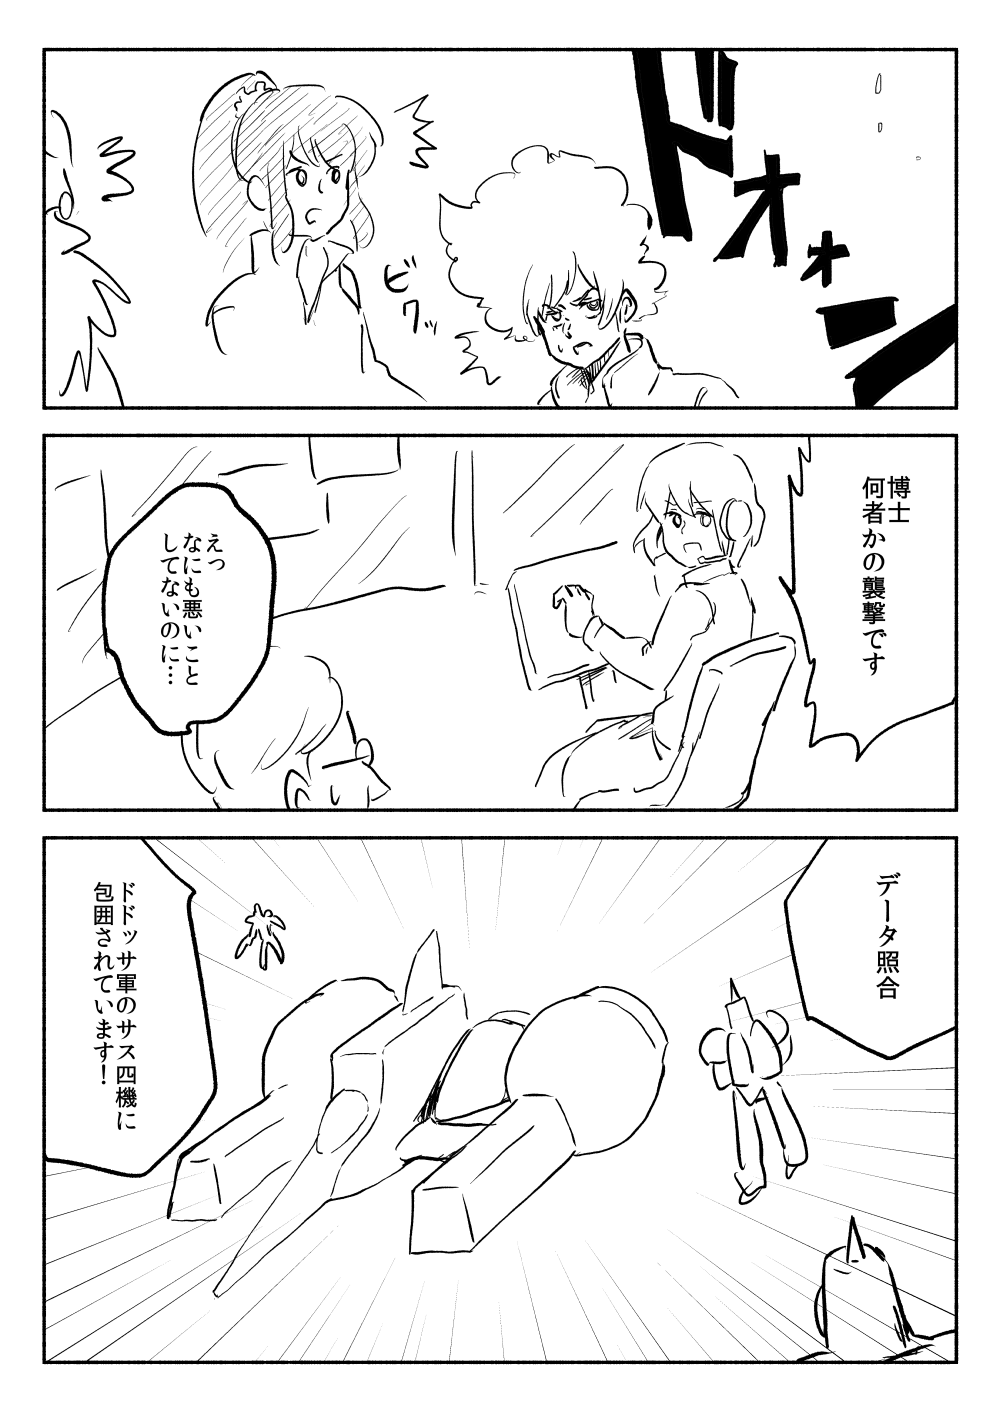 ドォォン
ビクッ
博士
何者かの襲撃です
えっ
なにも悪いこと
してないのに…
データ照合
ドドッサ軍のサス四機に
包囲されています!